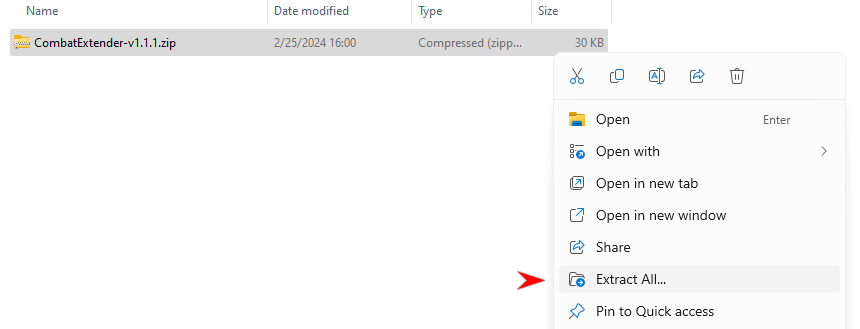 Name Date modified Type Size
CombatExtender-v1.1.1.zip 2/25/2024 16:00 Compressed (zipp... 30 KB
Open Enter
Open with
Open in new tab
Open in new window
Share
Extract All...
Pin to Quick access